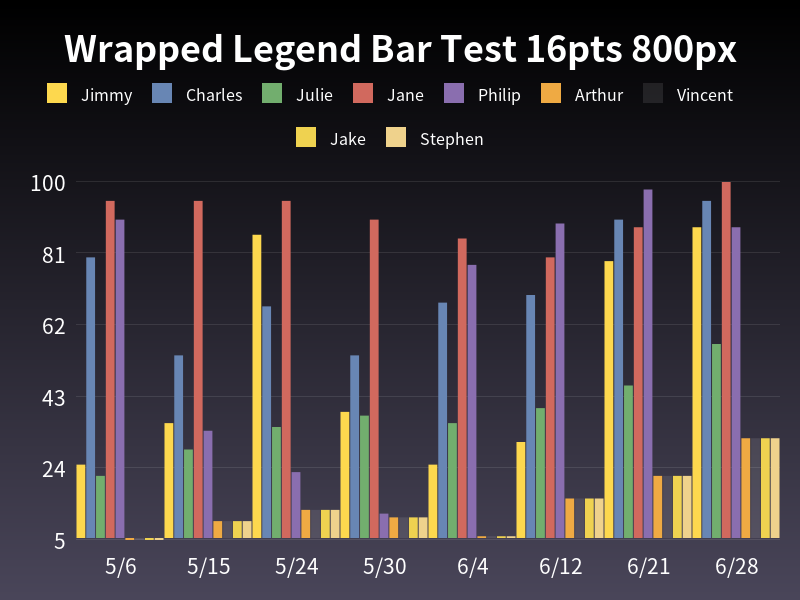 Wrapped Legend Bar Test 16pts 800px
Jimmy Charles Julie Jane Philip Arthur Vincent
Jake Stephen
100
81
62
43
24
5
5/6 5/15 5/24 5/30 6/4 6/12 6/21 6/28